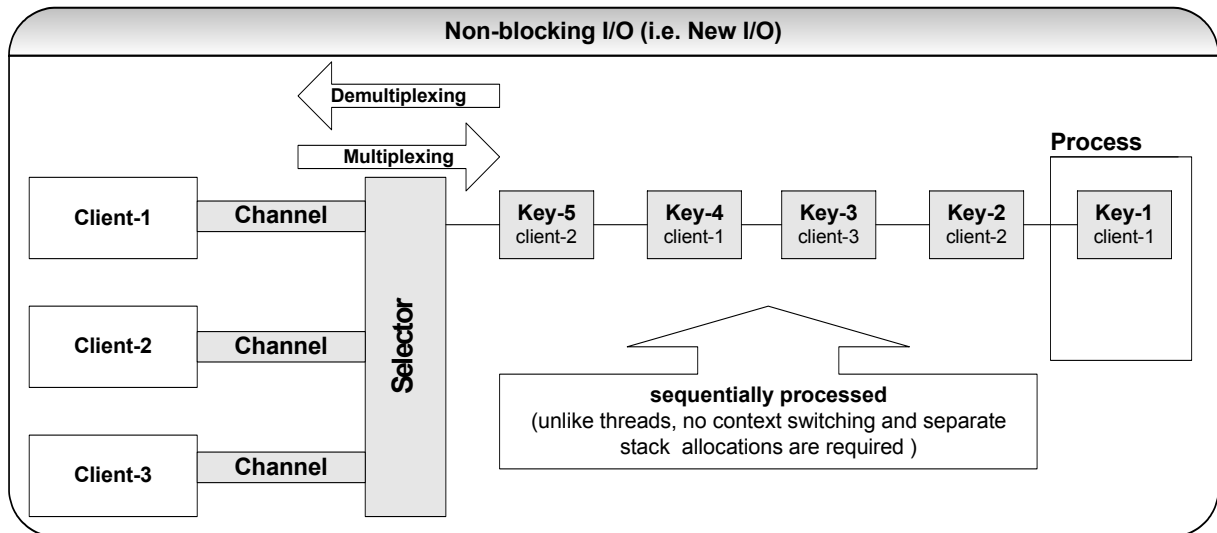 Non-blocking I/O (i.e. New I/O)
Demultiplexing
Multiplexing
Process
Client-1
Channel
Key-5
client-2
Key-4
client-1
Key-3
client-3
Key-2
client-2
Key-1
client-1
Selector
Client-2
Channel
sequentially processed
(unlike threads, no context switching and separate
stack allocations are required )
Client-3
Channel